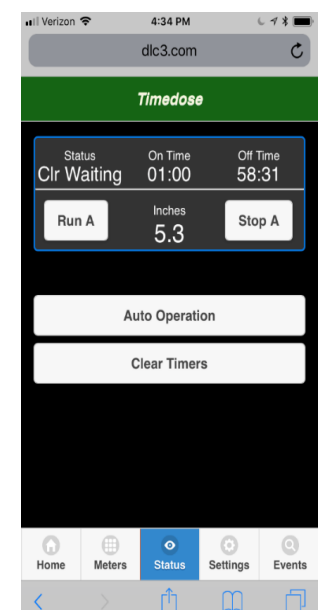 Verizon 4:34 PM
dlc3.com
Timedose
Status On Time Off Time
Clr Waiting 01:00 58:31
Run A Inches Stop A
5.3
Auto Operation
Clear Timers
Home Meters Status Settings Events